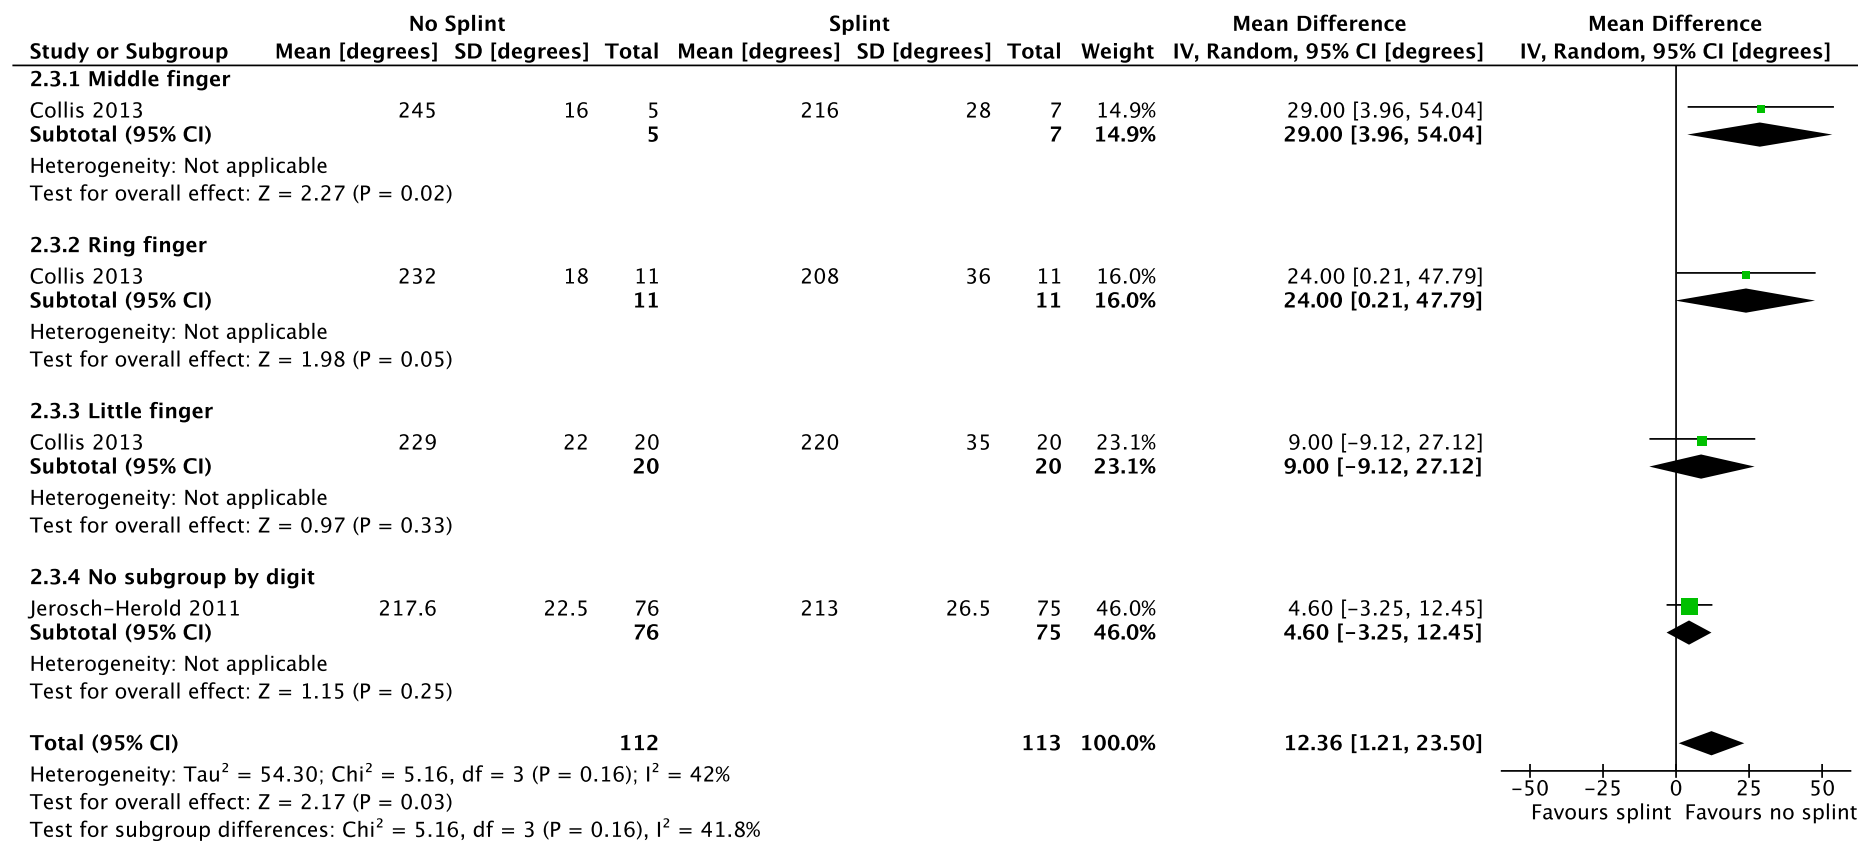 No Splint Splint Mean Difference Mean Difference
Study or Subgroup Mean [degrees] SD [degrees] Total Mean [degrees] SD [degrees] Total Weight IV, Random, 95% CI [degrees] IV, Random, 95% CI [degrees]
2.3.1 Middle finger
Collis 2013 245 16 5 216 28 7 14.9% 29.00 [3.96, 54.04]
Subtotal (95% CI) 5 7 14.9% 29.00 [3.96, 54.04]
Heterogeneity: Not applicable
Test for overall effect: Z = 2.27 (P = 0.02)
2.3.2 Ring finger
Collis 2013 232 18 11 208 36 11 16.0% 24.00 [0.21, 47.79]
Subtotal (95% CI) 11 11 16.0% 24.00 [0.21, 47.79]
Heterogeneity: Not applicable
Test for overall effect: Z = 1.98 (P = 0.05)
2.3.3 Little finger
Collis 2013 229 22 20 220 35 20 23.1% 9.00 [−9.12, 27.12]
Subtotal (95% CI) 20 20 23.1% 9.00 [−9.12, 27.12]
Heterogeneity: Not applicable
Test for overall effect: Z = 0.97 (P = 0.33)
2.3.4 No subgroup by digit
Jerosch−Herold 2011 217.6 22.5 76 213 26.5 75 46.0% 4.60 [−3.25, 12.45]
Subtotal (95% CI) 76 75 46.0% 4.60 [−3.25, 12.45]
Heterogeneity: Not applicable
Test for overall effect: Z = 1.15 (P = 0.25)
Total (95% CI) 112 113 100.0% 12.36 [1.21, 23.50]
Heterogeneity: Tau² = 54.30; Chi² = 5.16, df = 3 (P = 0.16); I² = 42%
Test for overall effect: Z = 2.17 (P = 0.03)
Test for subgroup differences: Chi² = 5.16, df = 3 (P = 0.16), I² = 41.8%
−50 −25 0 25 50
Favours splint Favours no splint